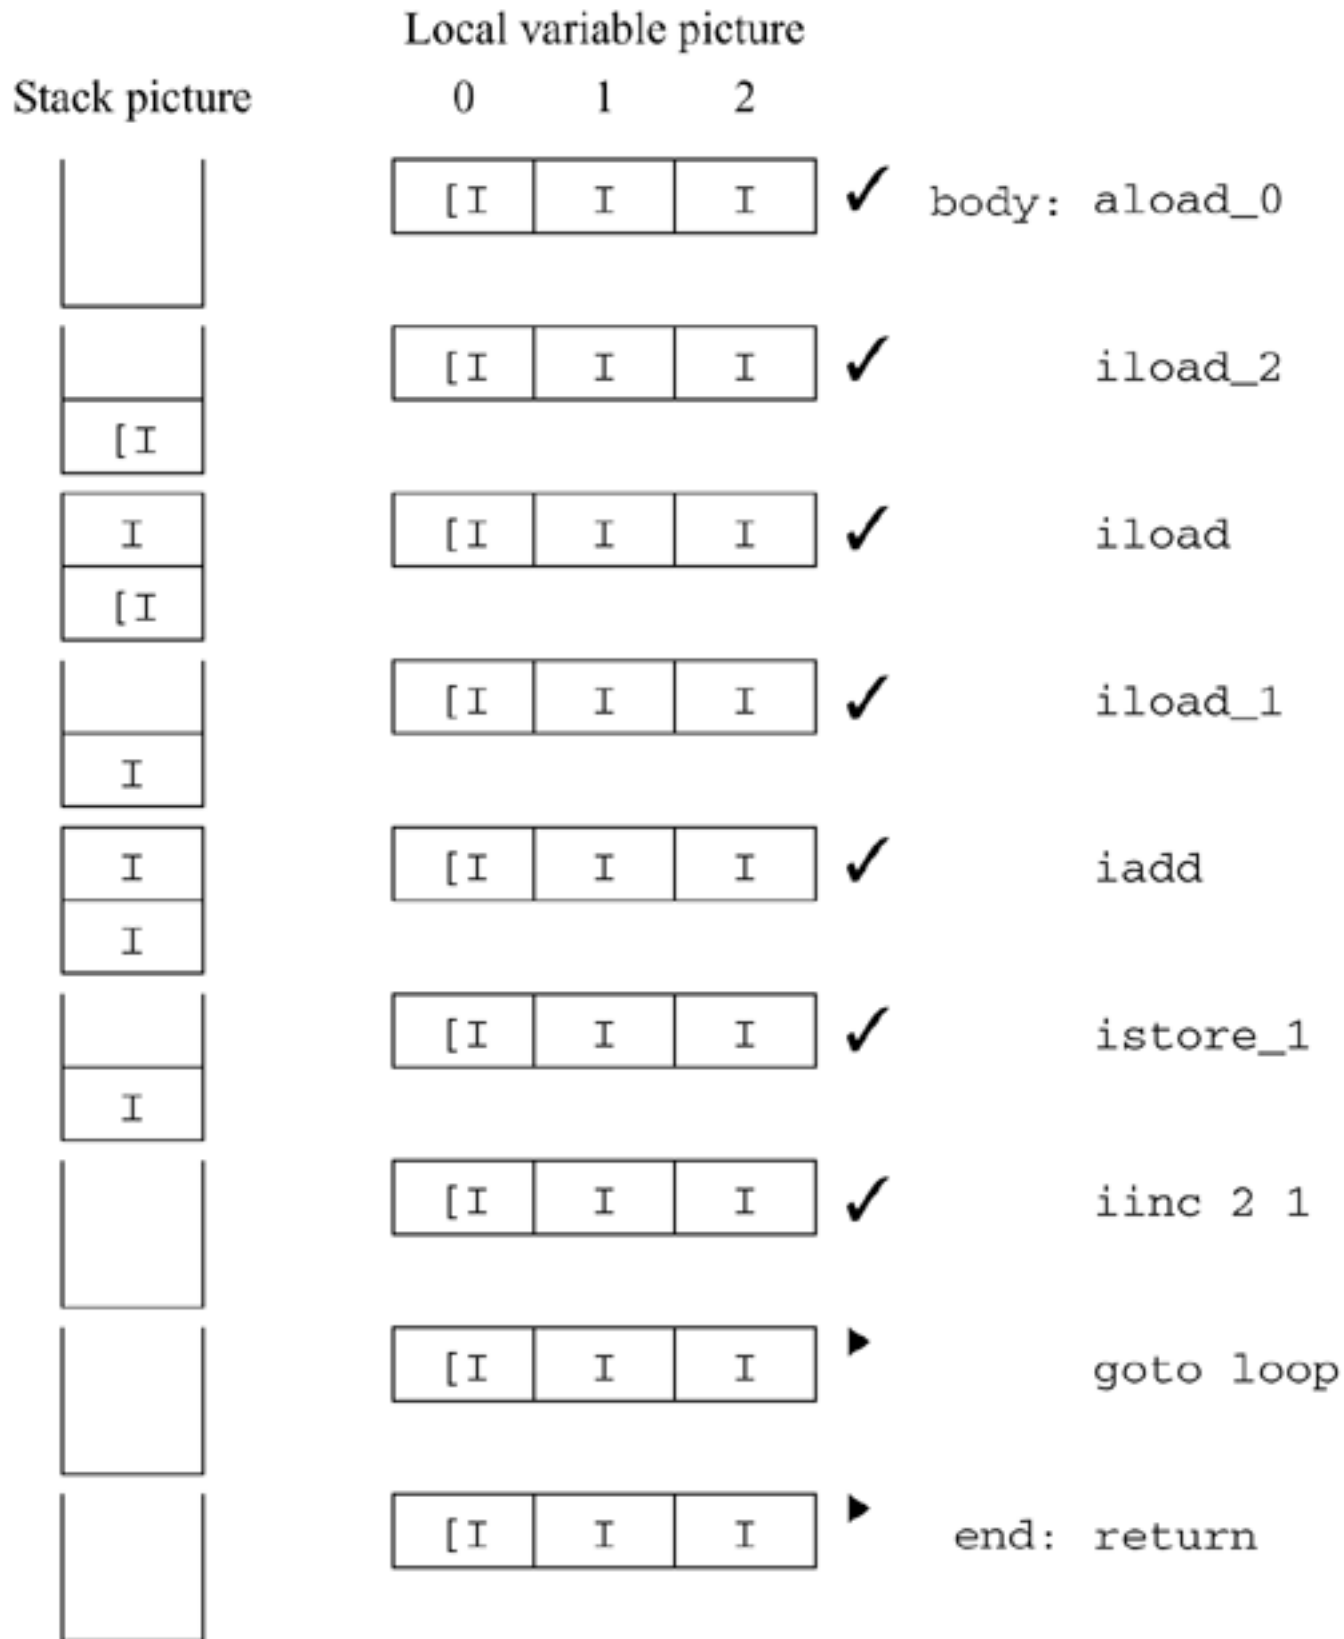 Local variable picture
Stack picture 0 1 2
[I I I body: aload_0
[I I I iload_2
[I
I [I I I iload
[I
[I I I iload_1
I
I [I I I iadd
I
[I I I istore_1
I
[I I I iinc 2 1
[I I I goto loop
[I I I end: return